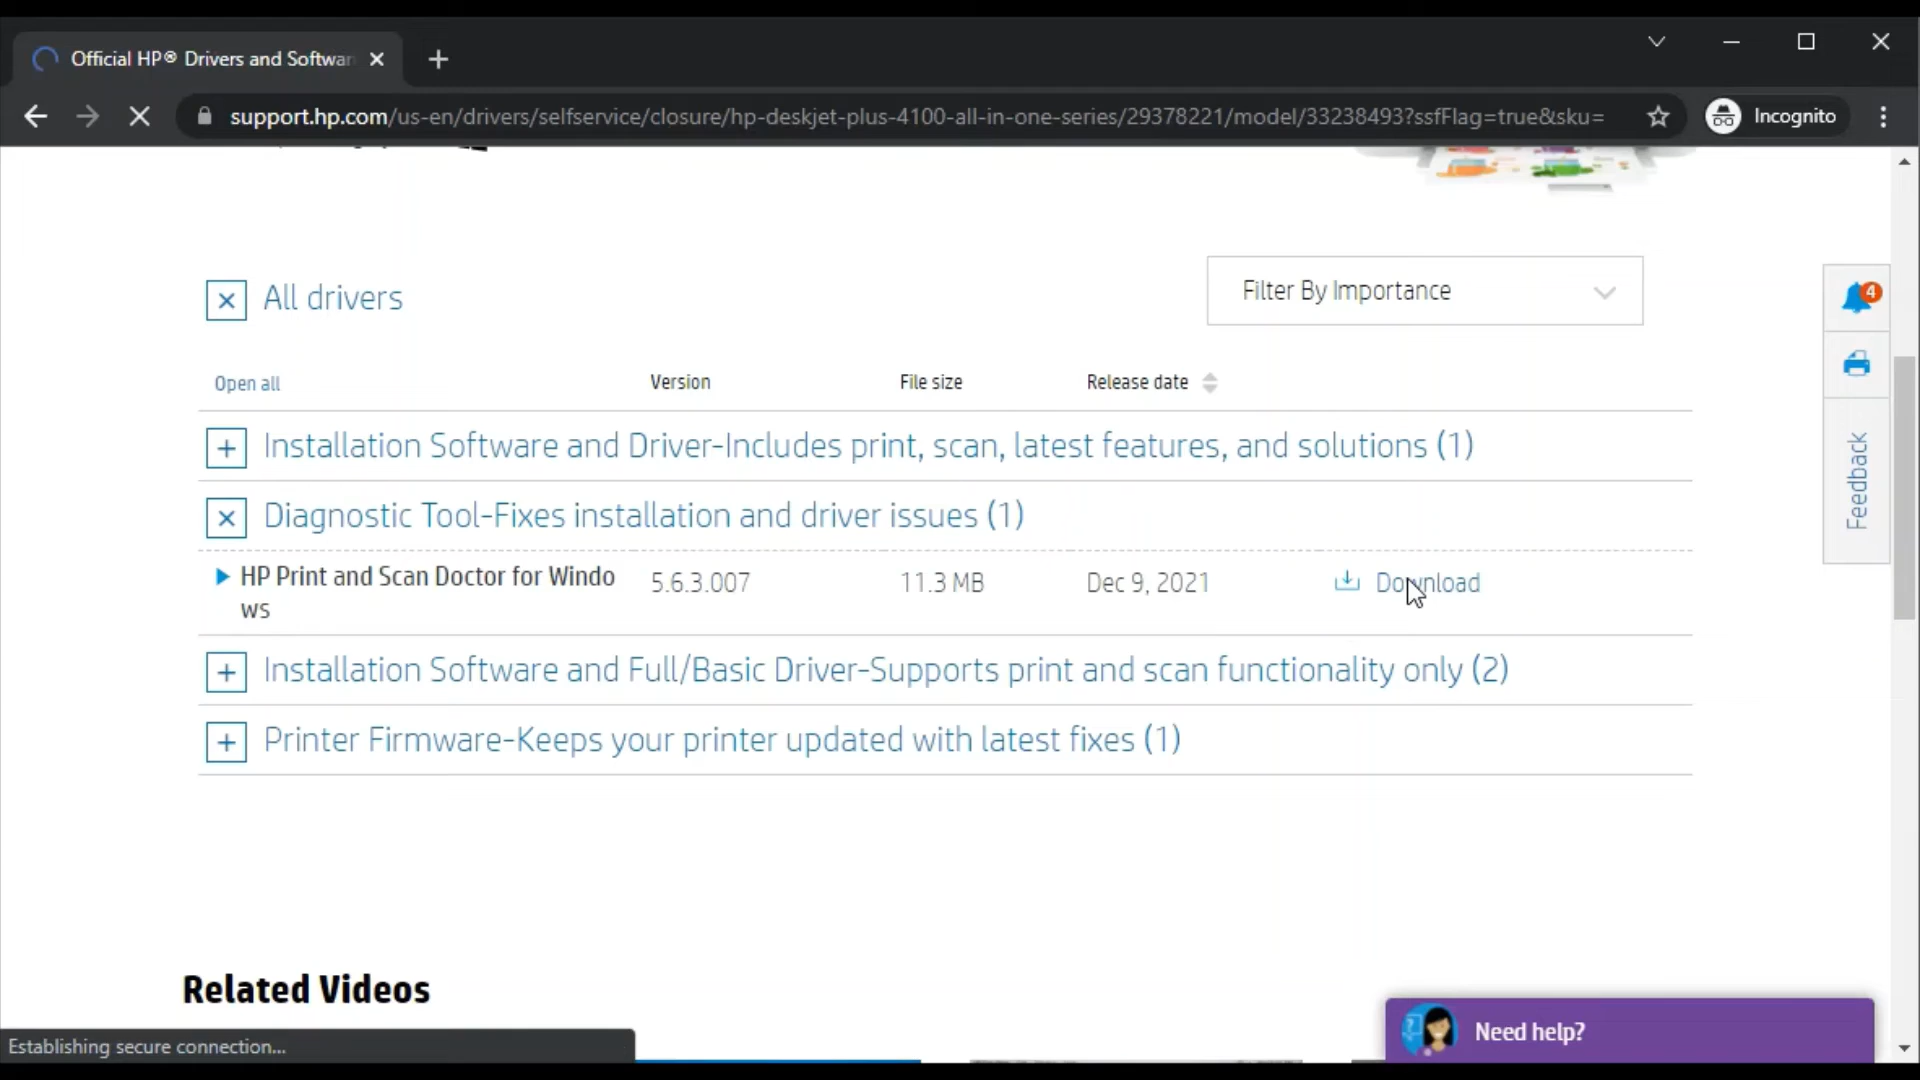 Official HP® Drivers and Softwar
support.hp.com/us-en/drivers/selfservice/closure/hp-deskjet-plus-4100-all-in-one-series/29378221/model/33238493?ssfFlag=true&sku=
Incognito
All drivers
Filter By Importance
4
Open all Version File size Release date
Installation Software and Driver-Includes print, scan, latest features, and solutions (1)
Feedback
Diagnostic Tool-Fixes installation and driver issues (1)
HP Print and Scan Doctor for Windo
ws
5.6.3.007 11.3 MB Dec 9, 2021 Download
Installation Software and Full/Basic Driver-Supports print and scan functionality only (2)
Printer Firmware-Keeps your printer updated with latest fixes (1)
Related Videos
Need help?
Establishing secure connection...